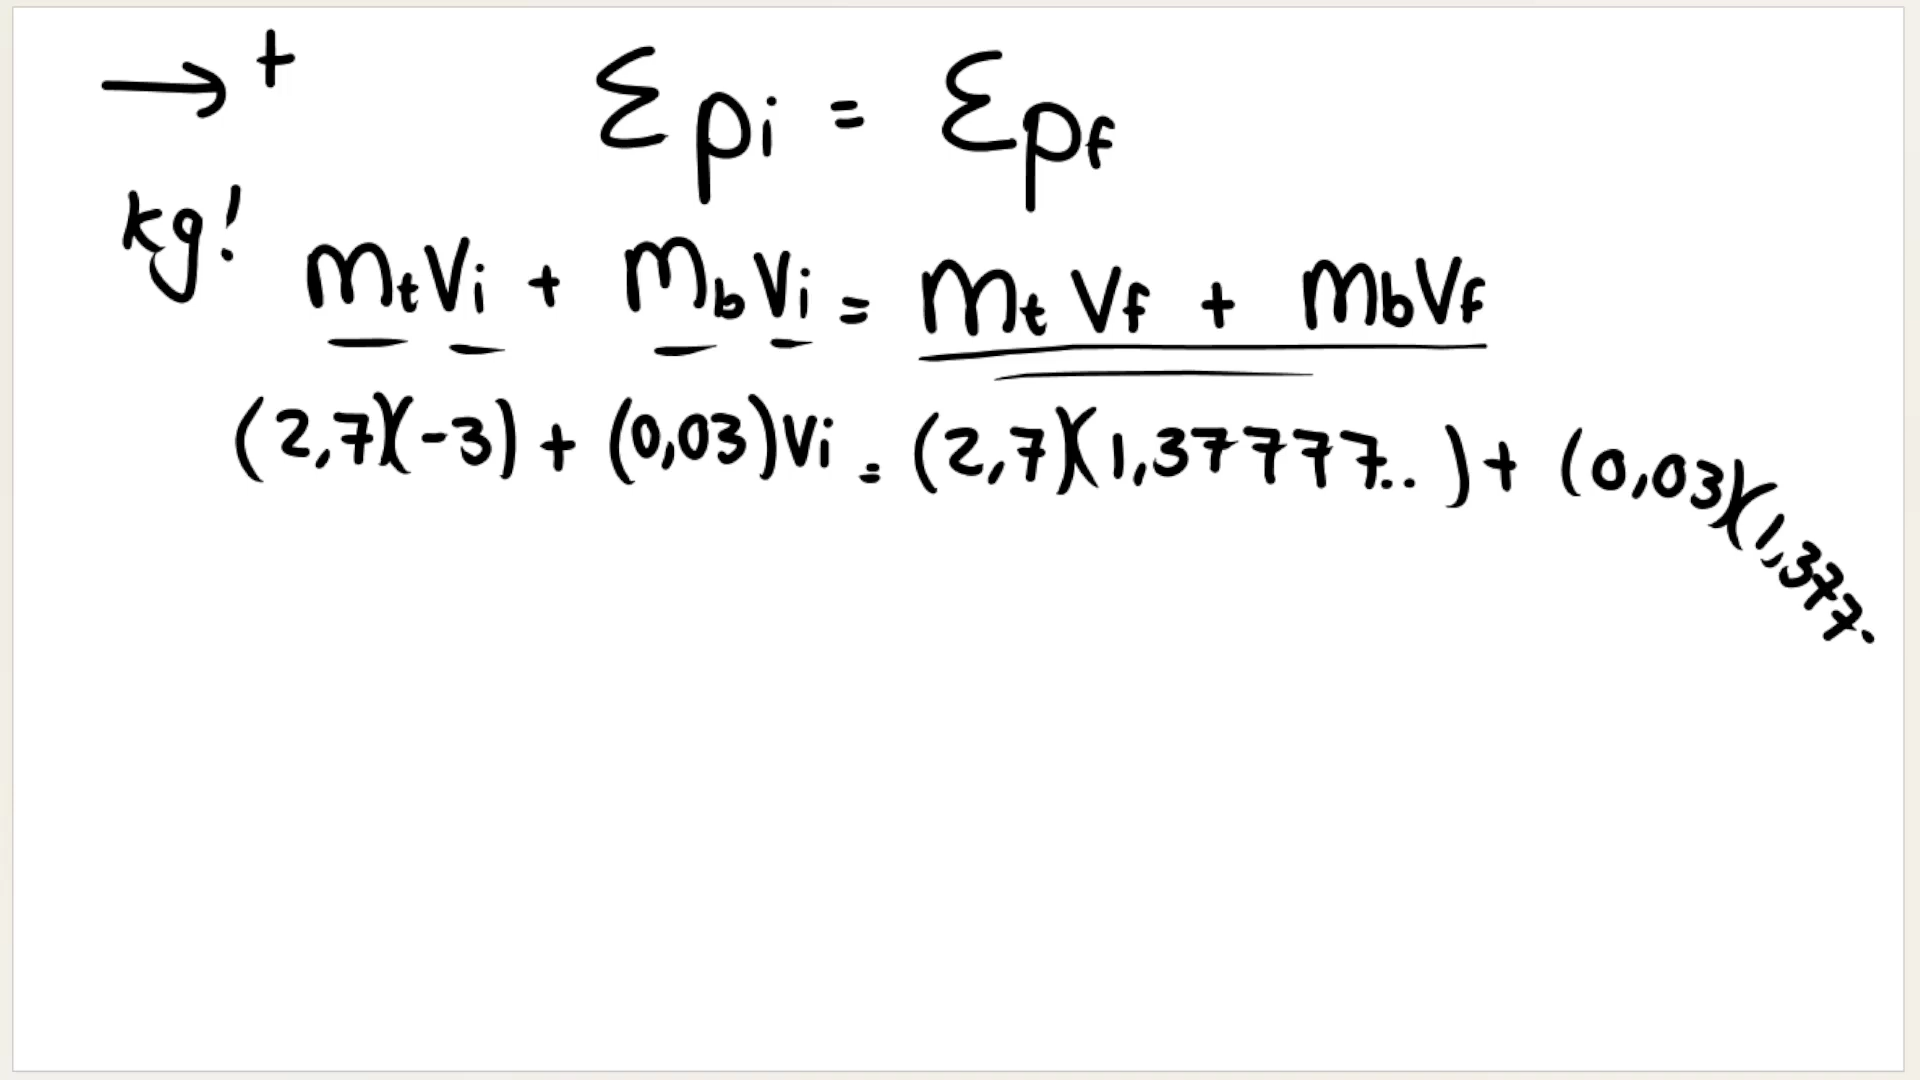 → +
Σpi = Σpf
kg!
mtVi + mbVi = mtVf + mbVf
(2,7)(-3) + (0,03)Vi = (2,7)(1,37777..) + (0,03)(1,377.